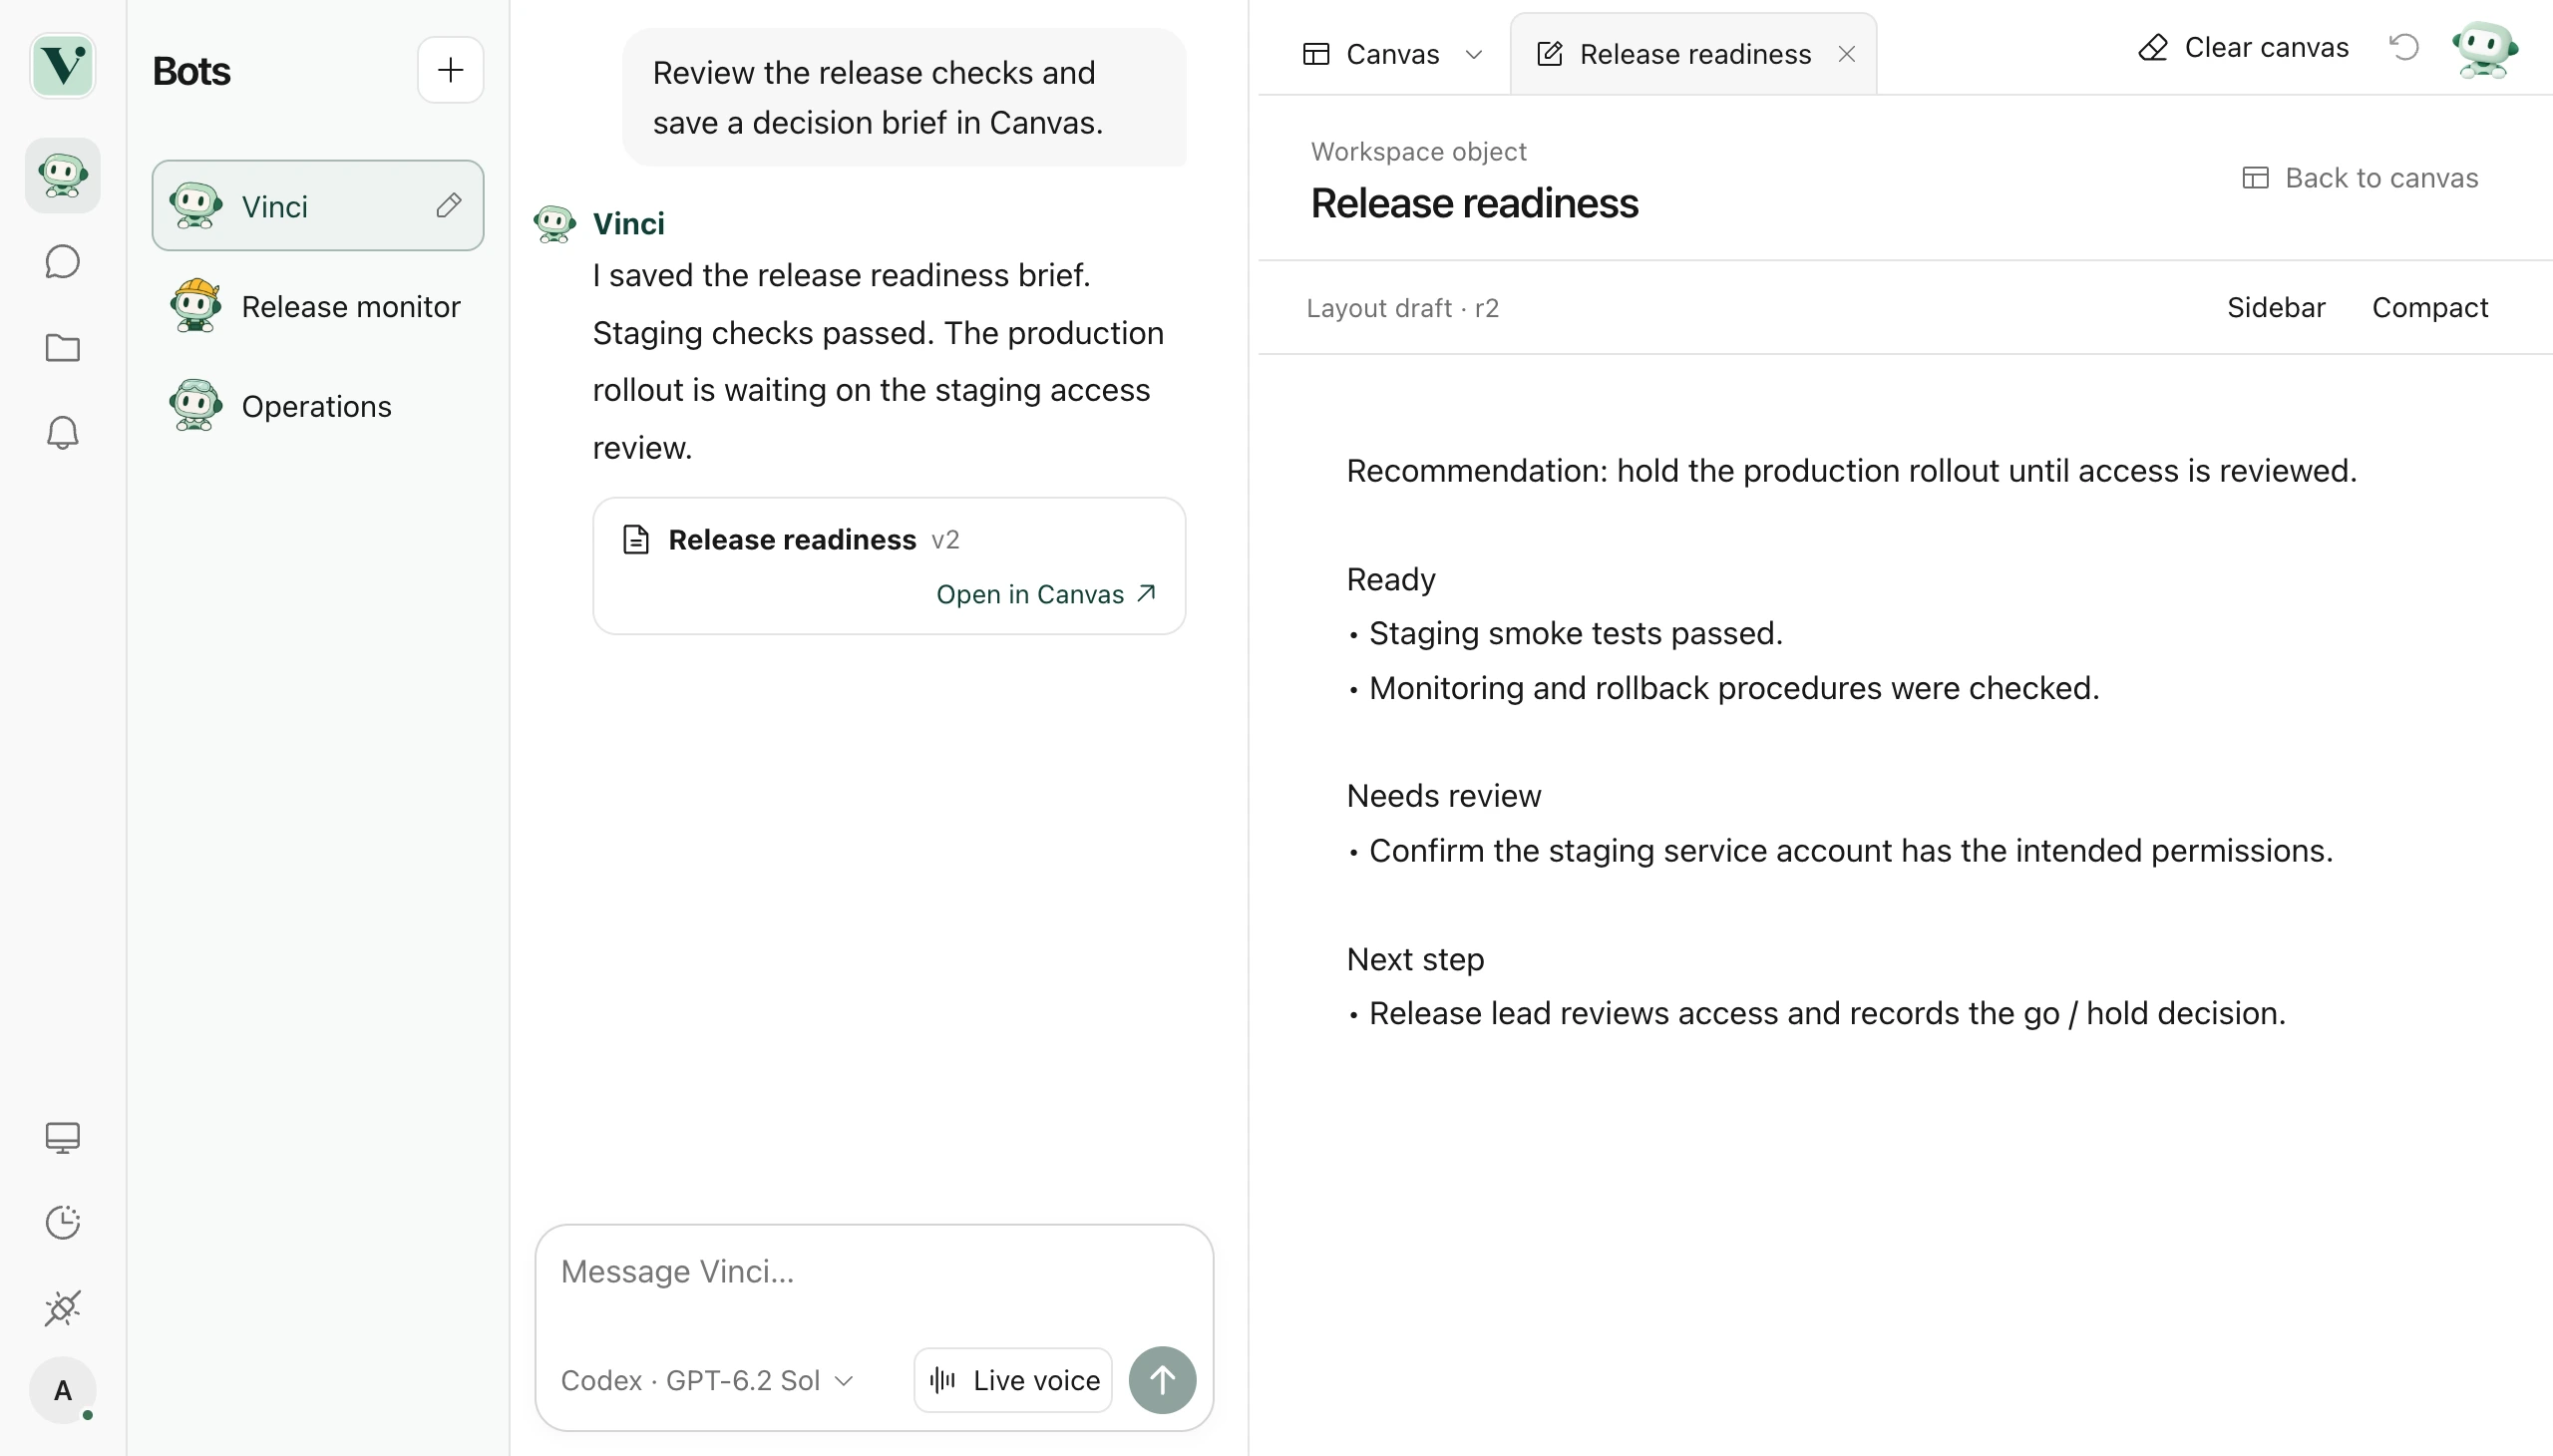 V
Bots
Vinci
Release monitor
Operations
A
Review the release checks and
save a decision brief in Canvas.
Vinci
I saved the release readiness brief.
Staging checks passed. The production
rollout is waiting on the staging access
review.
Release readiness v2
Open in Canvas
Message Vinci...
Codex · GPT-6.2 Sol
Live voice
Canvas
Release readiness
Clear canvas
Workspace object
Release readiness
Back to canvas
Layout draft · r2
Sidebar
Compact
Recommendation: hold the production rollout until access is reviewed.
Ready
• Staging smoke tests passed.
• Monitoring and rollback procedures were checked.
Needs review
• Confirm the staging service account has the intended permissions.
Next step
• Release lead reviews access and records the go / hold decision.